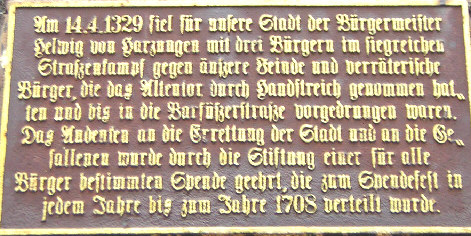 Am 14.4.1329 fiel für unsere Stadt der Bürgermeister
Helwig von Harzungen mit drei Bürgern im siegreichen
Straßenkampf gegen äußere Feinde und verräterische
Bürger, die das Altentor durch Handstreich genommen hat-
ten und bis in die Barfüßerstraße vorgedrungen waren.
Das Andenken an die Errettung der Stadt und an die Ge-
fallenen wurde durch die Stiftung einer für alle
Bürger bestimmten Spende geehrt, die zum Spendefest in
jedem Jahre bis zum Jahre 1708 verteilt wurde.